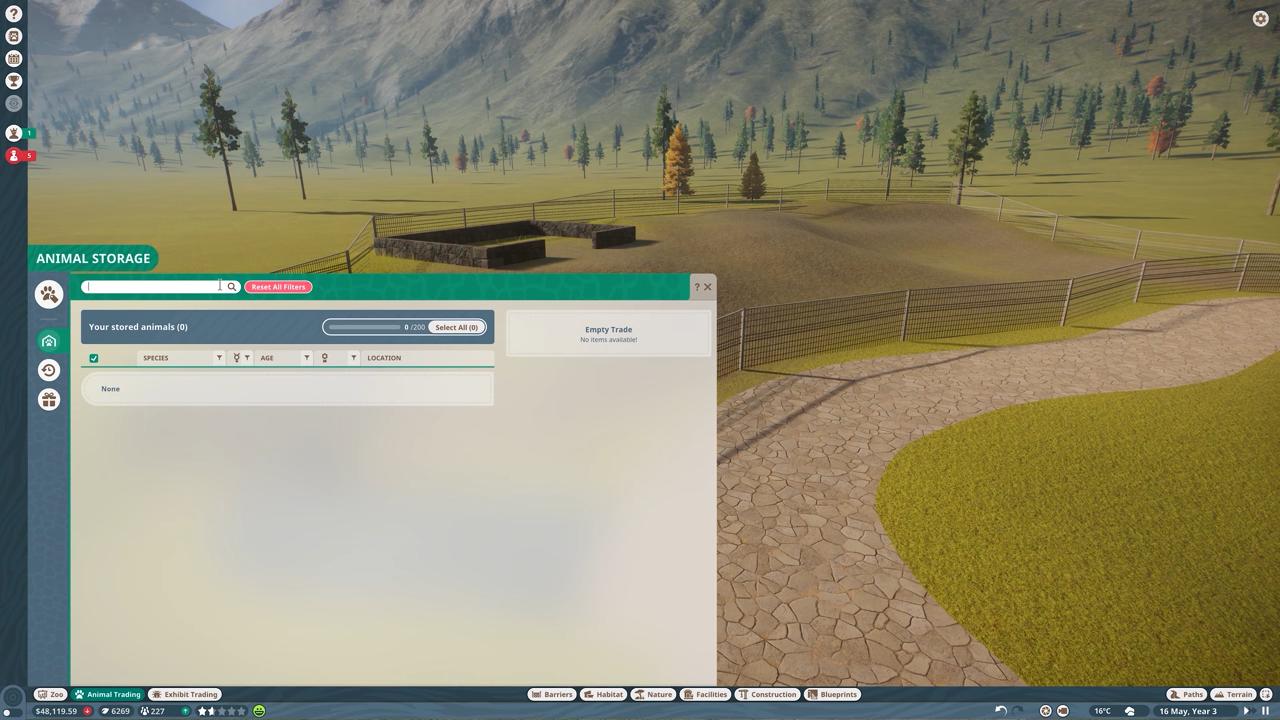 1
5
ANIMAL STORAGE
Reset All Filters
?
Your stored animals (0)
0 /200
Select All (0)
Empty Trade
No items available!
SPECIES
AGE
LOCATION
None
Zoo
Animal Trading
Exhibit Trading
Barriers
Habitat
Nature
Facilities
Construction
Blueprints
Paths
Terrain
$48,119.59
6269
227
16°C
16 May, Year 3